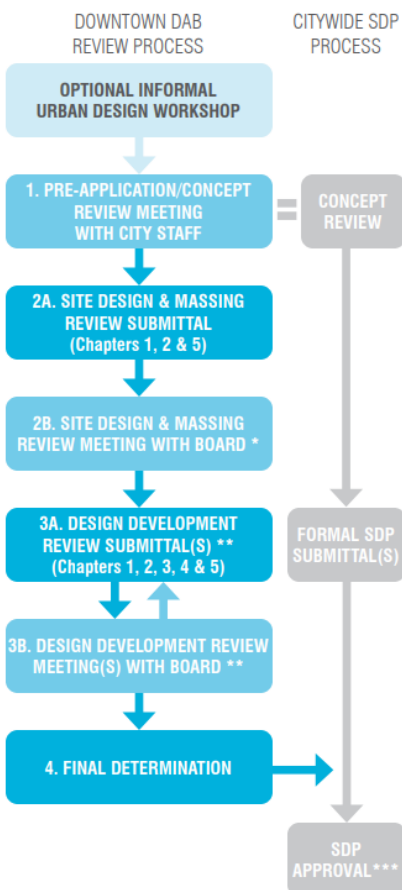 DOWNTOWN DAB
REVIEW PROCESS
CITYWIDE SDP
PROCESS
OPTIONAL INFORMAL
URBAN DESIGN WORKSHOP
1. PRE-APPLICATION/CONCEPT
REVIEW MEETING
WITH CITY STAFF
=
CONCEPT
REVIEW
2A. SITE DESIGN & MASSING
REVIEW SUBMITTAL
(Chapters 1, 2 & 5)
2B. SITE DESIGN & MASSING
REVIEW MEETING WITH BOARD *
3A. DESIGN DEVELOPMENT
REVIEW SUBMITTAL(S) **
(Chapters 1, 2, 3, 4 & 5)
FORMAL SDP
SUBMITTAL(S)
3B. DESIGN DEVELOPMENT REVIEW
MEETING(S) WITH BOARD **
4. FINAL DETERMINATION
SDP
APPROVAL***